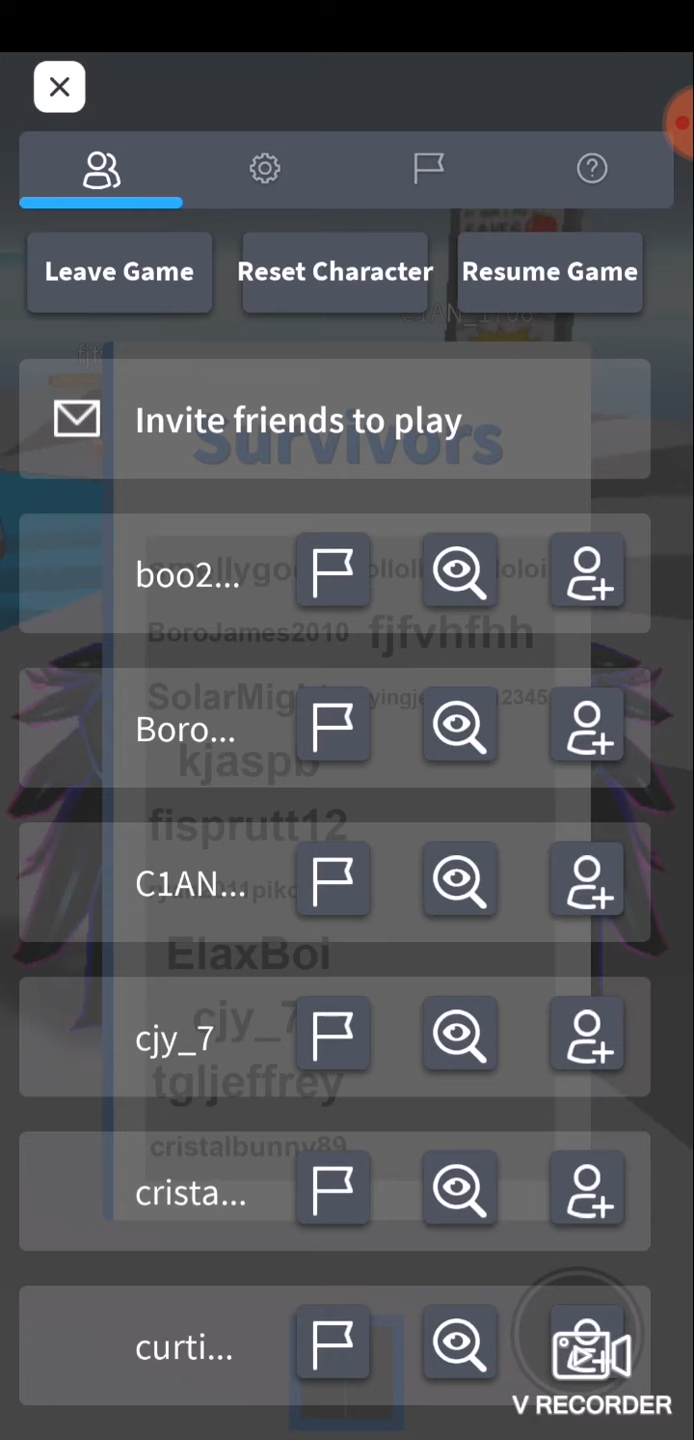 Leave Game Reset Character Resume Game
Invite friends to play
Survivors
boo2...
BoroJames2010 fjfvhfhh
Boro...
kjaspb
fisprutt12
C1AN...
ElaxBoi
cjy_7
cjy_7
tgljeffrey
cristalbunny89
crista...
curti...
V RECORDER